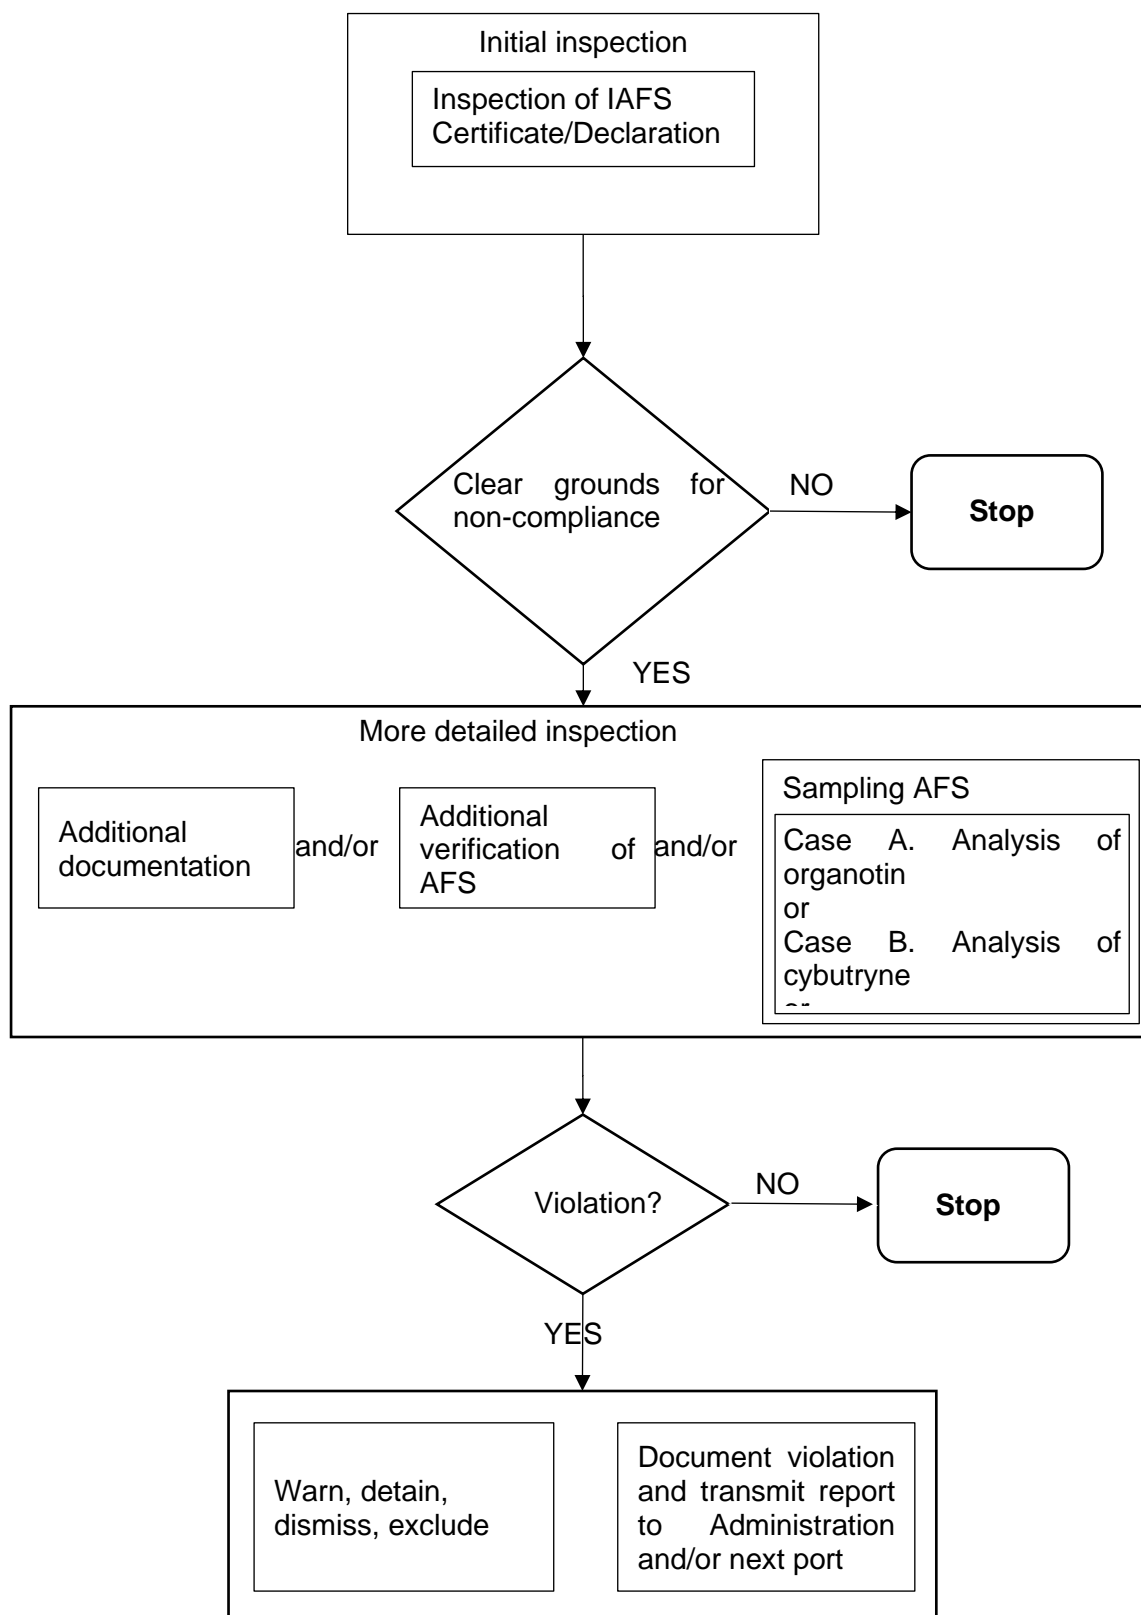 Initial inspection
Inspection of IAFS
Certificate/Declaration
Clear grounds for
non-compliance
NO
Stop
YES
More detailed inspection
Additional
documentation
and/or
Additional
verification of
AFS
and/or
Sampling AFS
Case A. Analysis of
organotin
or
Case B. Analysis of
cybutryne
Violation?
NO
Stop
YES
Warn, detain,
dismiss, exclude
Document violation
and transmit report
to Administration
and/or next port